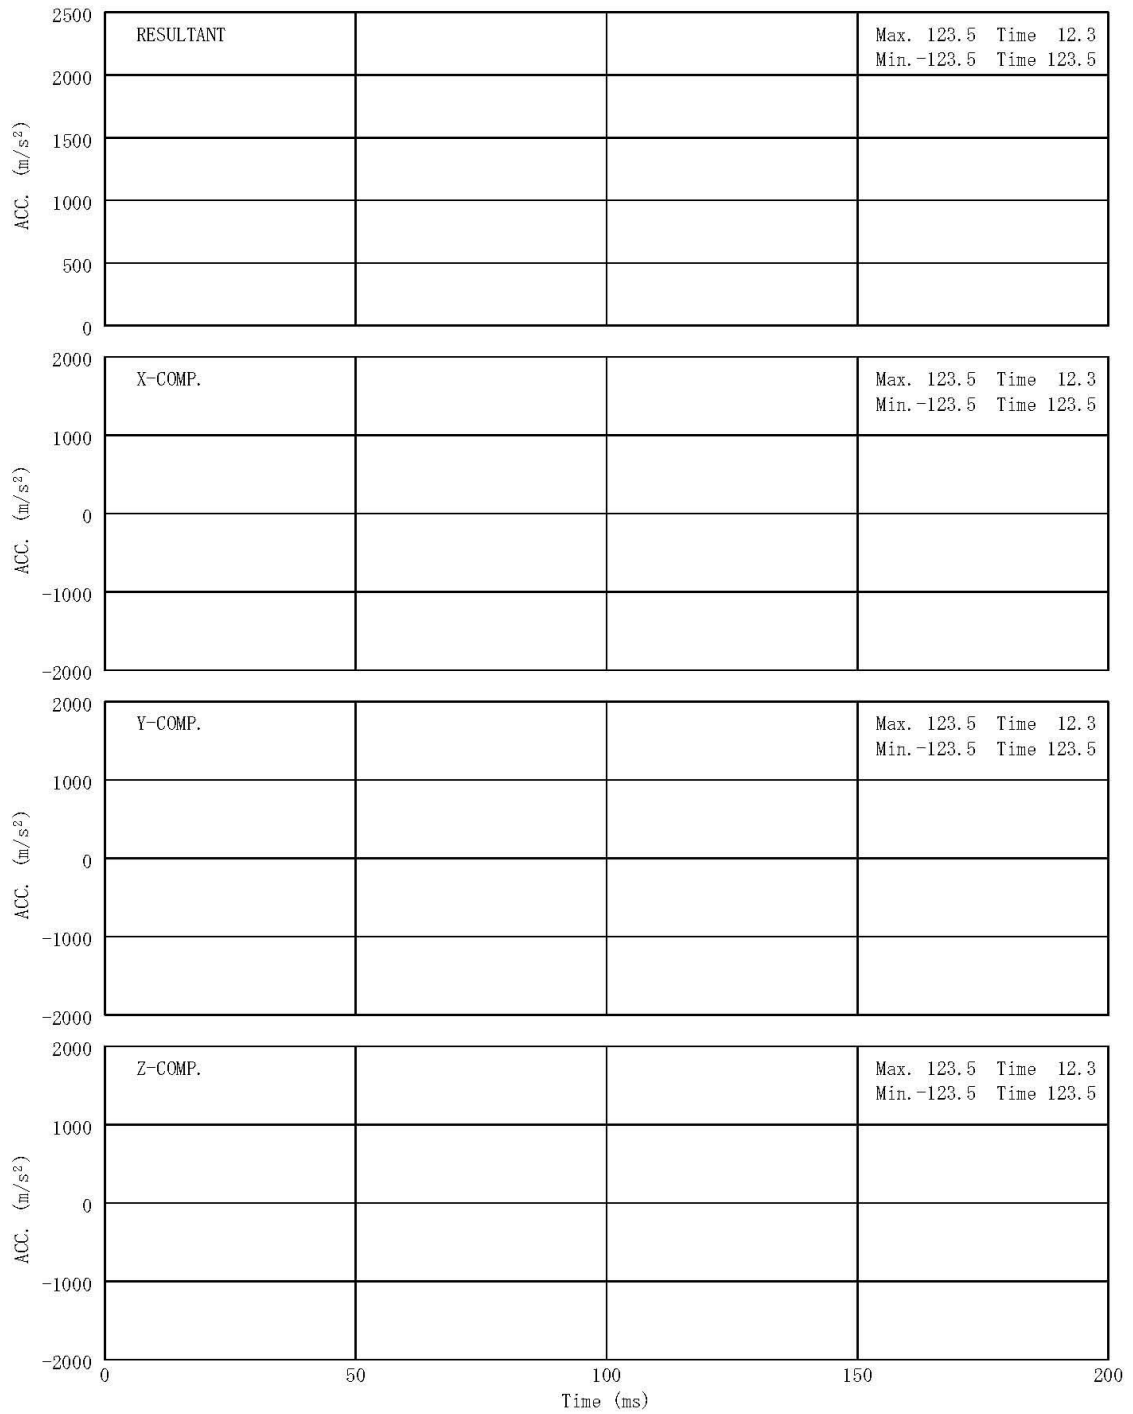 2500
RESULTANT
Max. 123.5 Time 12.3
Min.-123.5 Time 123.5
2000
1500
ACC. (m/s²)
1000
500
0
2000
X-COMP.
Max. 123.5 Time 12.3
Min.-123.5 Time 123.5
1000
ACC. (m/s²)
0
-1000
-2000
2000
Y-COMP.
Max. 123.5 Time 12.3
Min.-123.5 Time 123.5
1000
ACC. (m/s²)
0
-1000
-2000
2000
Z-COMP.
Max. 123.5 Time 12.3
Min.-123.5 Time 123.5
1000
ACC. (m/s²)
0
-1000
-2000
0 50 100 150 200
Time (ms)